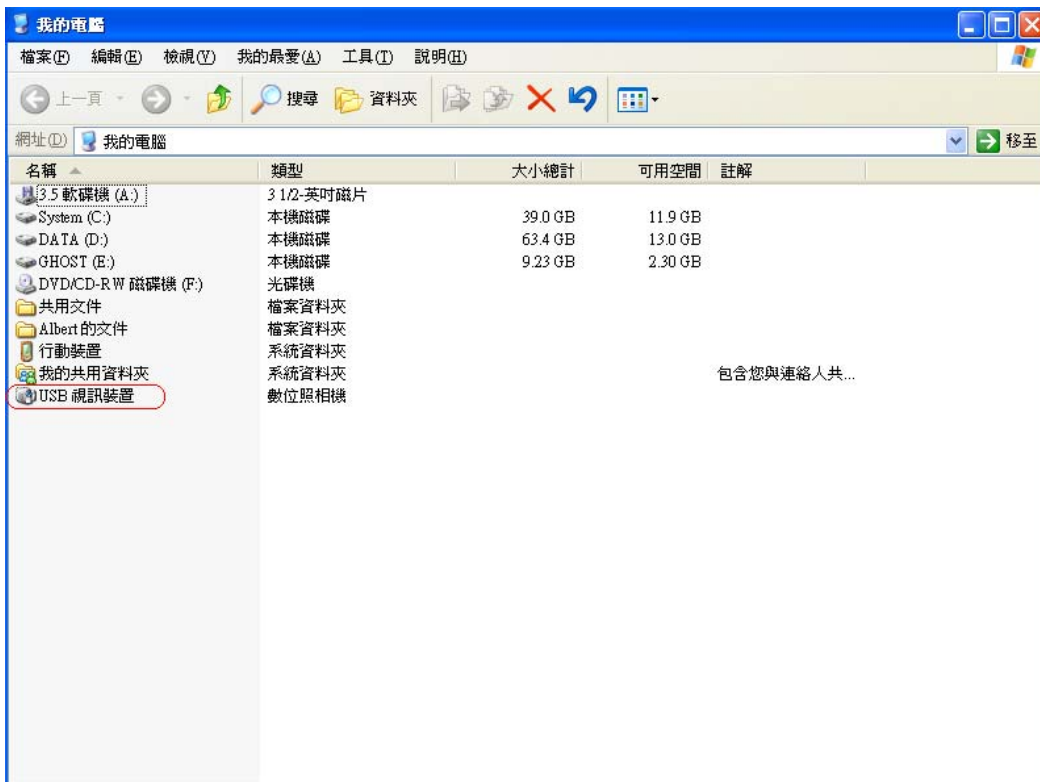 我的電腦
檔案(F) 編輯(E) 檢視(V) 我的最愛(A) 工具(T) 說明(H)
上一頁 搜尋 資料夾
網址(D) 我的電腦 移至
名稱 類型 大小總計 可用空間 註解
3.5 軟碟機 (A:) 3 1/2-英吋磁片
System (C:) 本機磁碟 39.0 GB 11.9 GB
DATA (D:) 本機磁碟 63.4 GB 13.0 GB
GHOST (E:) 本機磁碟 9.23 GB 2.30 GB
DVD/CD-RW 磁碟機 (F:) 光碟機
共用文件 檔案資料夾
Albert 的文件 檔案資料夾
行動裝置 系統資料夾
我的共用資料夾 系統資料夾 包含您與連絡人共...
USB 視訊裝置 數位照相機